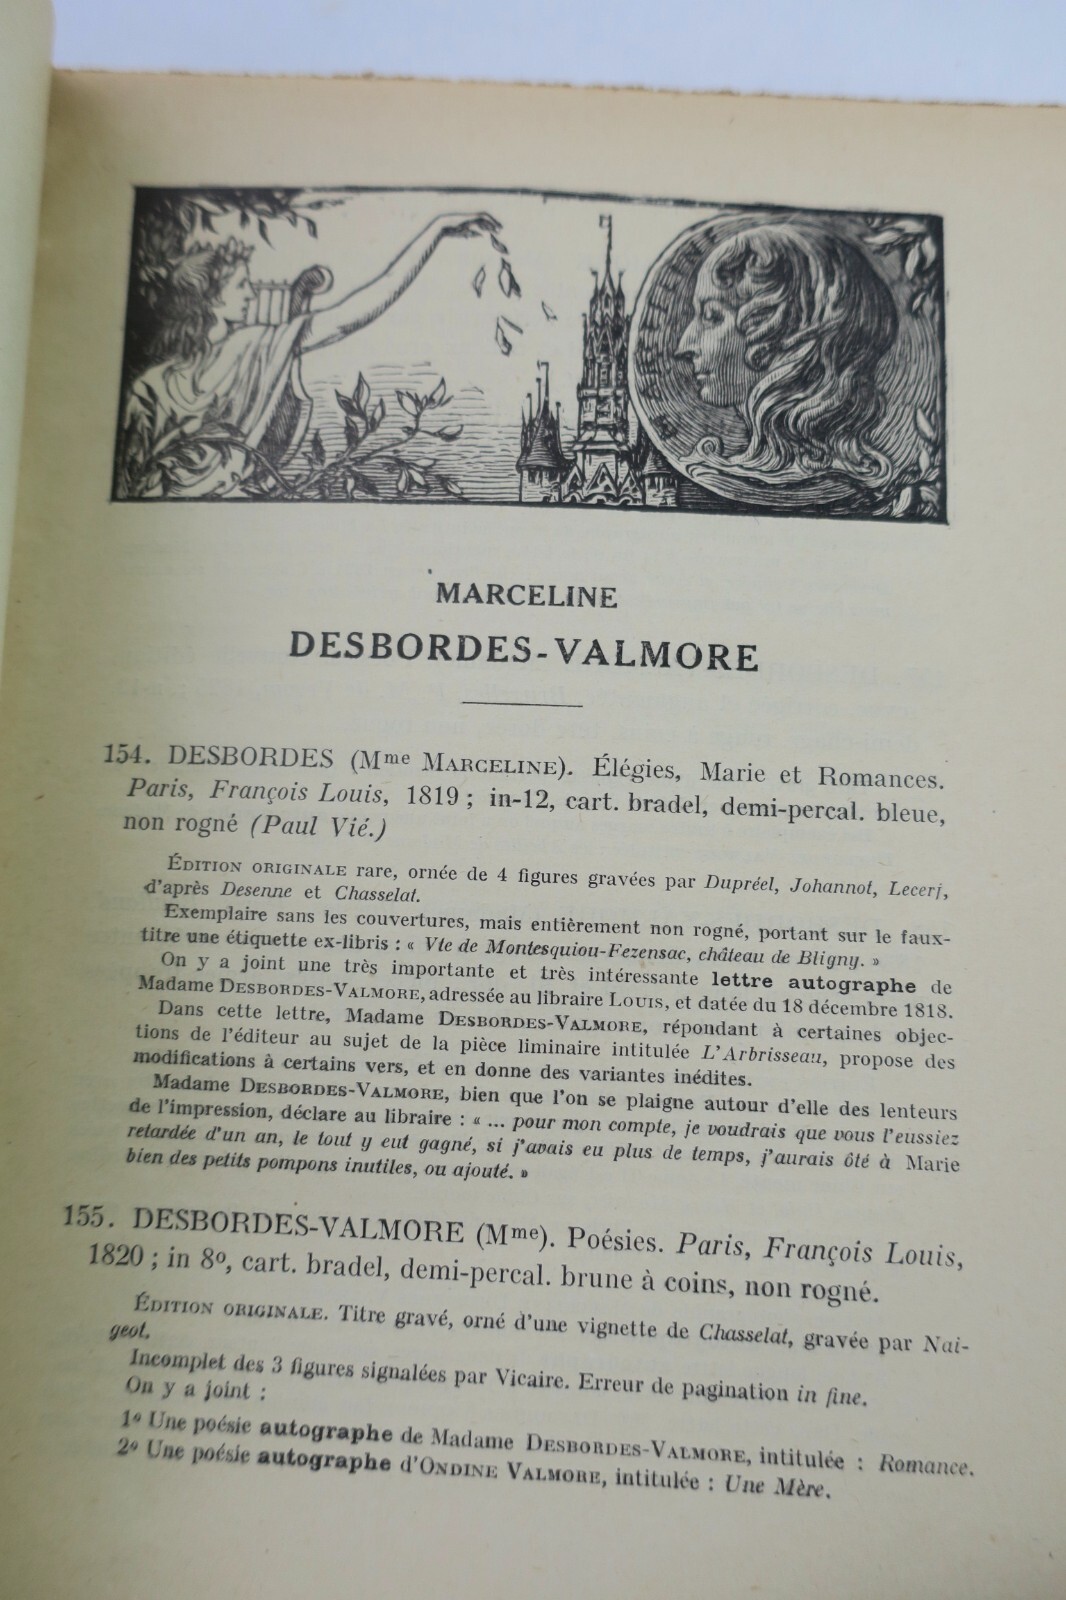 MARCELINE
DESBORDES-VALMORE
154. DESBORDES (Mme MARCELINE). Élégies, Marie et Romances.
Paris, François Louis, 1819 ; in-12, cart. bradel, demi-percal. bleue,
non rogné (Paul Vié.)
ÉDITION ORIGINALE rare, ornée de 4 figures gravées par Dupréel, Johannot, Lecerf,
d'après Desenne et Chasselat.
Exemplaire sans les couvertures, mais entièrement non rogné, portant sur le faux-
titre une étiquette ex-libris : « Vte de Montesquiou-Fezensac, château de Bligny. »
On y a joint une très importante et très intéressante lettre autographe de
Madame DESBORDES-VALMORE, adressée au libraire LOUIS, et datée du 18 décembre 1818.
Dans cette lettre, Madame DESBORDES-VALMORE, répondant à certaines objec-
tions de l'éditeur au sujet de la pièce liminaire intitulée L'Arbrisseau, propose des
modifications à certains vers, et en donne des variantes inédites.
Madame DESBORDES-VALMORE, bien que l'on se plaigne autour d'elle des lenteurs
de l'impression, déclare au libraire : « ... pour mon compte, je voudrais que vous l'eussiez
retardée d'un an, le tout y eut gagné, si j'avais eu plus de temps, j'aurais ôté à Marie
bien des petits pompons inutiles, ou ajouté. »
155. DESBORDES-VALMORE (Mme). Poésies. Paris, François Louis,
1820 ; in 8º, cart. bradel, demi-percal. brune à coins, non rogné.
ÉDITION ORIGINALE. Titre gravé, orné d'une vignette de Chasselat, gravée par Nai-
geot.
Incomplet des 3 figures signalées par Vicaire. Erreur de pagination in fine.
On y a joint :
1º Une poésie autographe de Madame DESBORDES-VALMORE, intitulée : Romance.
2º Une poésie autographe d'ONDINE VALMORE, intitulée : Une Mère.